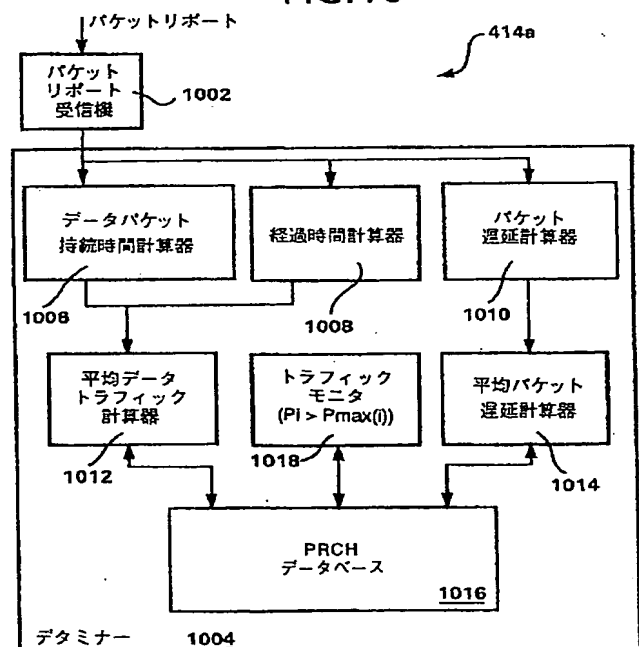 パケットリポート
414a
パケット
リポート
受信機
1002
データパケット
持続時間計算器
1008
経過時間計算器
1008
パケット
遅延計算器
1010
平均データ
トラフィック
計算器
1012
トラフィック
モニタ
(Pi > Pmax(i))
1018
平均パケット
遅延計算器
1014
PRCH
データベース
1016
デタミナー
1004